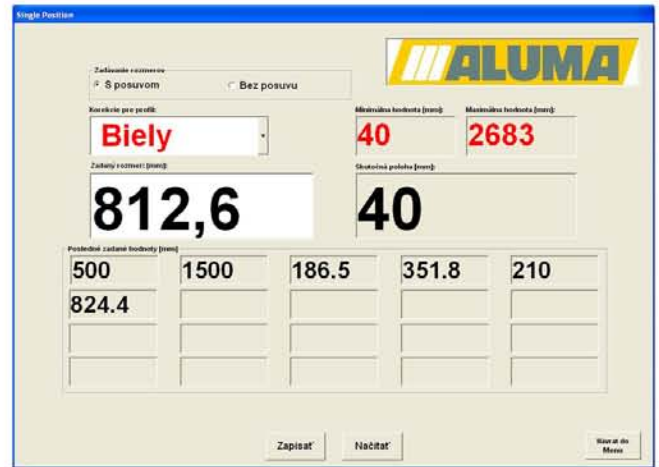 Single Position
ALUMA
Zadávanie rozmerov
S posuvom Bez posuvu
Korekcie pre profil: Minimálna hodnota [mm]: Maximálna hodnota [mm]:
Biely 40 2683
Zadaný rozmer: [mm]: Skutočná poloha [mm]:
812,6 40
Posledné zadané hodnoty [mm]
500 1500 186.5 351.8 210
824.4
Zapísať Načítať Návrat do
Menu